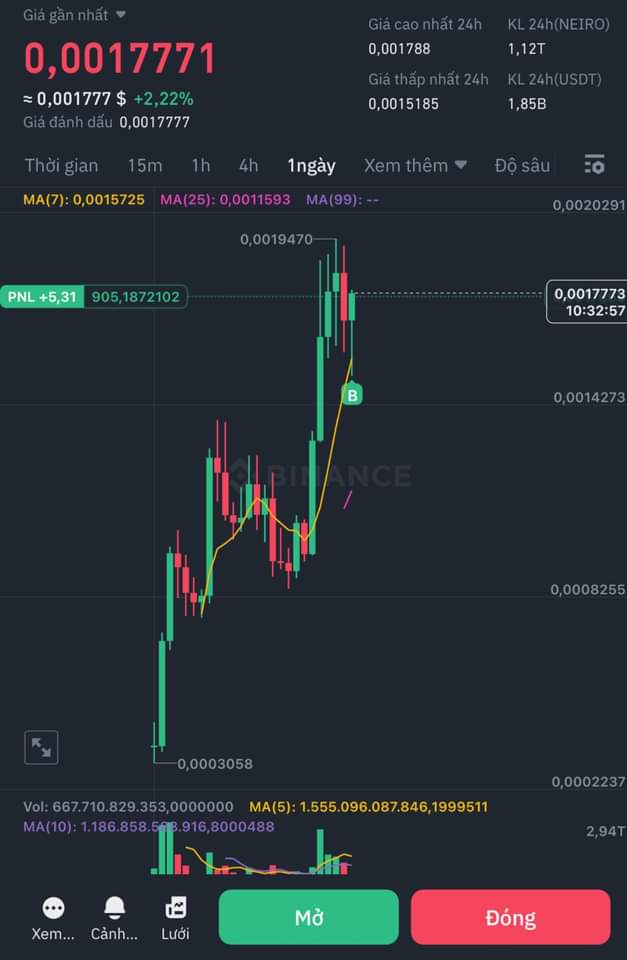 Giá gần nhất
0,0017771
≈ 0,001777 $ +2,22%
Giá đánh dấu 0,0017777
Giá cao nhất 24h
0,001788
KL 24h(NEIRO)
1,12T
Giá thấp nhất 24h
0,0015185
KL 24h(USDT)
1,85B
Thời gian 15m 1h 4h 1ngày Xem thêm Độ sâu
MA(7): 0,0015725 MA(25): 0,0011593 MA(99): --
0,0020291
0,0019470
PNL +5,31 905,1872102
0,0017773
10:32:57
0,0014273
B
BINANCE
0,0008255
0,0003058
0,0002237
Vol: 667.710.829.353,0000000 MA(5): 1.555.096.087.846,1999511
MA(10): 1.186.858.5 8.916,8000488
2,94T
Xem... Cảnh... Lưới Mở Đóng